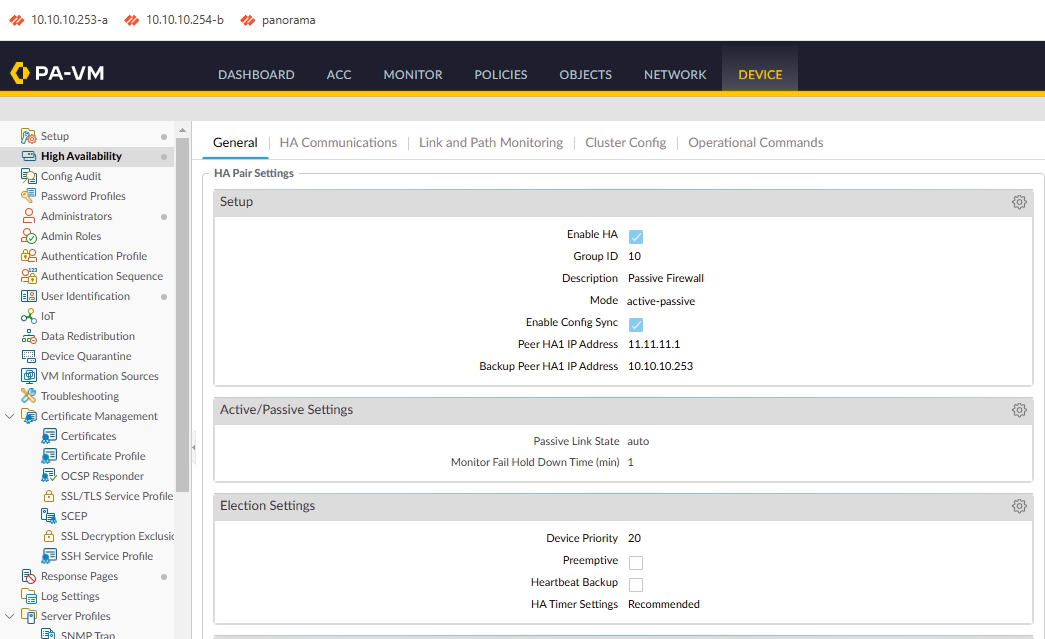 10.10.10.253-a 10.10.10.254-b panorama
PA-VM DASHBOARD ACC MONITOR POLICIES OBJECTS NETWORK DEVICE
Setup
High Availability
Config Audit
Password Profiles
Administrators
Admin Roles
Authentication Profile
Authentication Sequence
User Identification
IoT
Data Redistribution
Device Quarantine
VM Information Sources
Troubleshooting
Certificate Management
Certificates
Certificate Profile
OCSP Responder
SSL/TLS Service Profile
SCEP
SSL Decryption Exclusio
SSH Service Profile
Response Pages
Log Settings
Server Profiles
SNMP Trap
General HA Communications Link and Path Monitoring Cluster Config Operational Commands
HA Pair Settings
Setup
Enable HA
Group ID 10
Description Passive Firewall
Mode active-passive
Enable Config Sync
Peer HA1 IP Address 11.11.11.1
Backup Peer HA1 IP Address 10.10.10.253
Active/Passive Settings
Passive Link State auto
Monitor Fail Hold Down Time (min) 1
Election Settings
Device Priority 20
Preemptive
Heartbeat Backup
HA Timer Settings Recommended